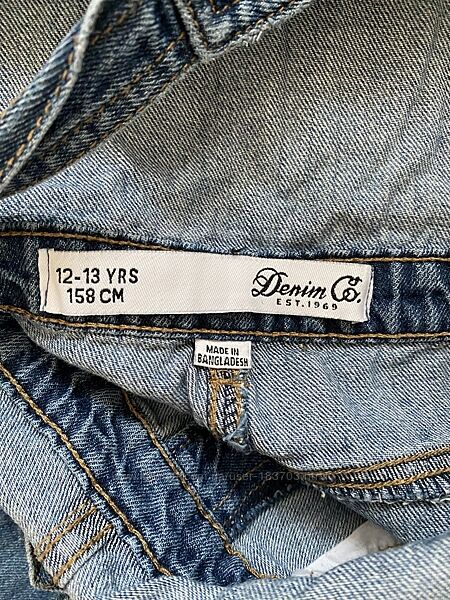 12-13 YRS
158 CM
Denim Co.
EST.1969
MADE IN
BANGLADESH